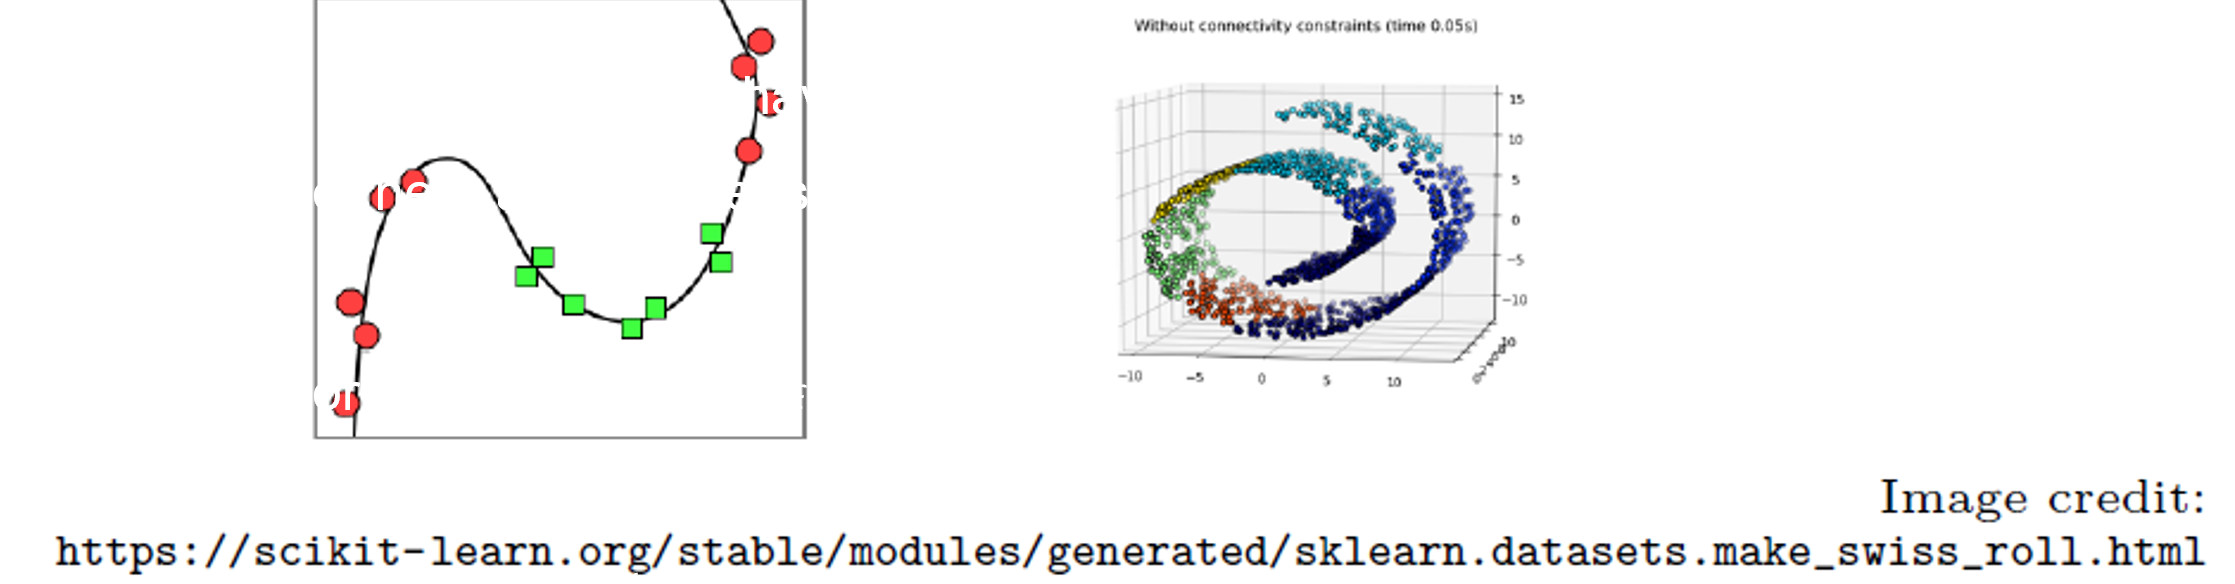 Without connectivity constraints (time 0.05s)
15
10
5
0
−5
−10
−10 −5 0 5 10
Image credit:
https://scikit-learn.org/stable/modules/generated/sklearn.datasets.make_swiss_roll.html